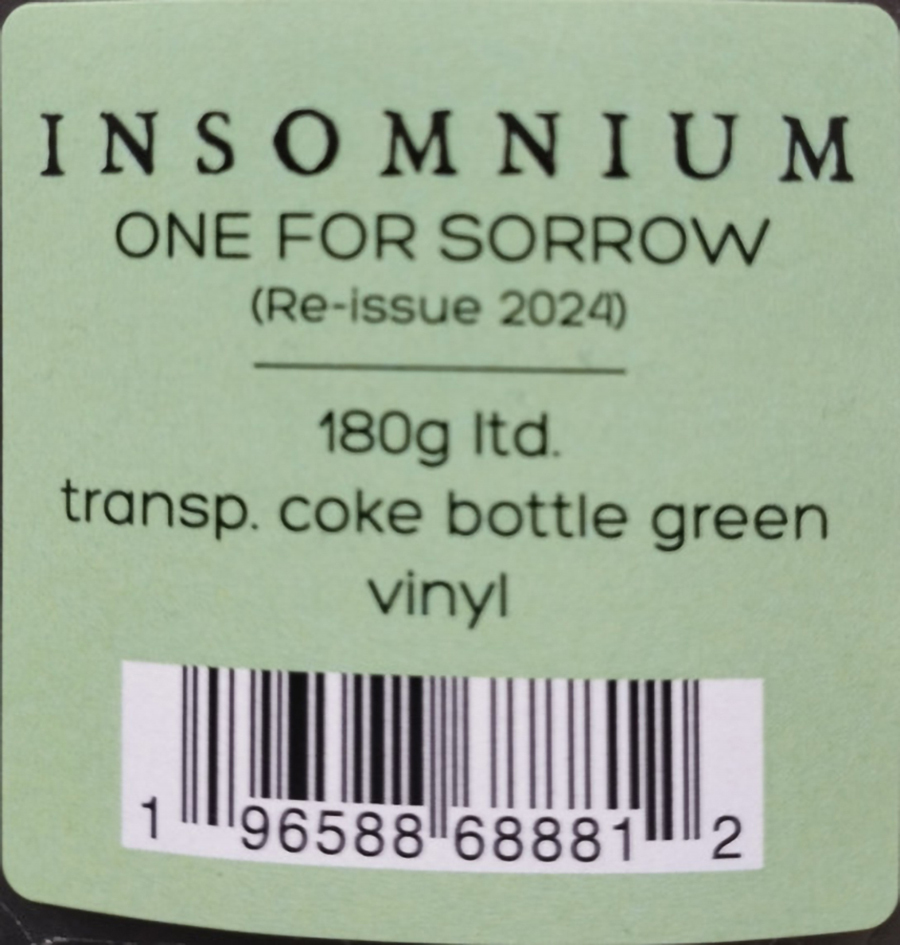 INSOMNIUM
ONE FOR SORROW
(Re-issue 2024)
180g ltd.
transp. coke bottle green
vinyl
1 96588 68881 2